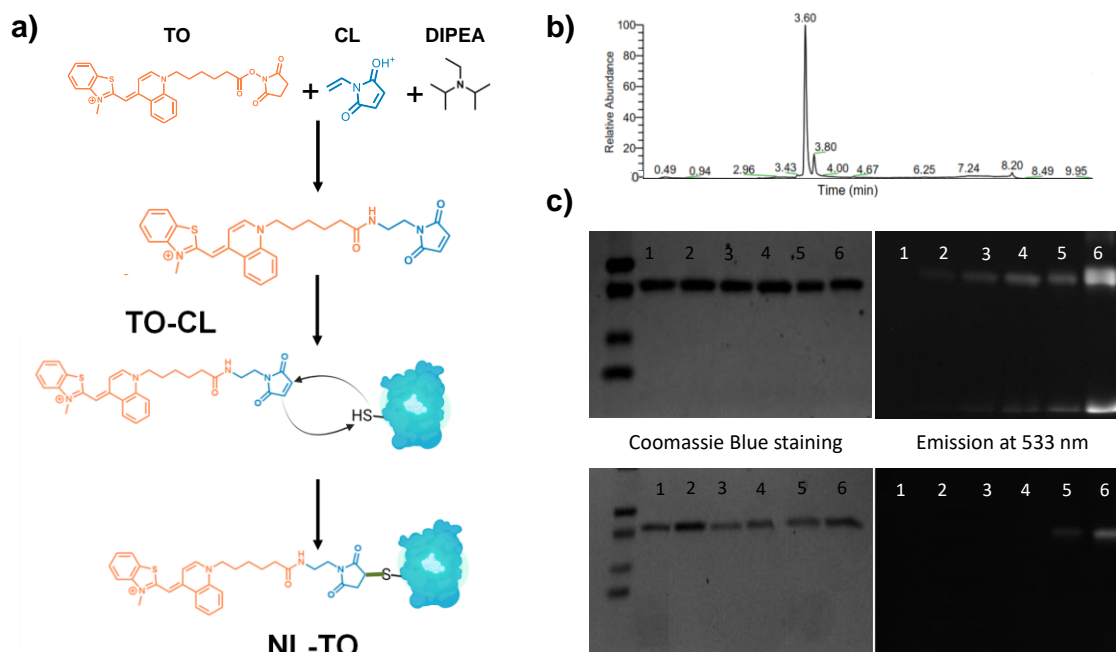 a)
TO CL DIPEA
S
N
⊕
N
O
O
N
O
O
+
OH⁺
N
O
+
N
S
N
⊕
N
H
N
O
O
N
O
TO-CL
S
N
⊕
N
H
N
O
O
N
O
HS
S
N
⊕
N
H
N
O
O
N
O
S
NL-TO
b)
Relative Abundance
100
80
60
40
20
0
3.60
3.80
0.49 0.94 2.96 3.43 4.00 4.67 6.25 7.24 8.20 8.49 9.95
Time (min)
c)
1 2 3 4 5 6
1 2 3 4 5 6
Coomassie Blue staining
Emission at 533 nm
1 2 3 4 5 6
1 2 3 4 5 6